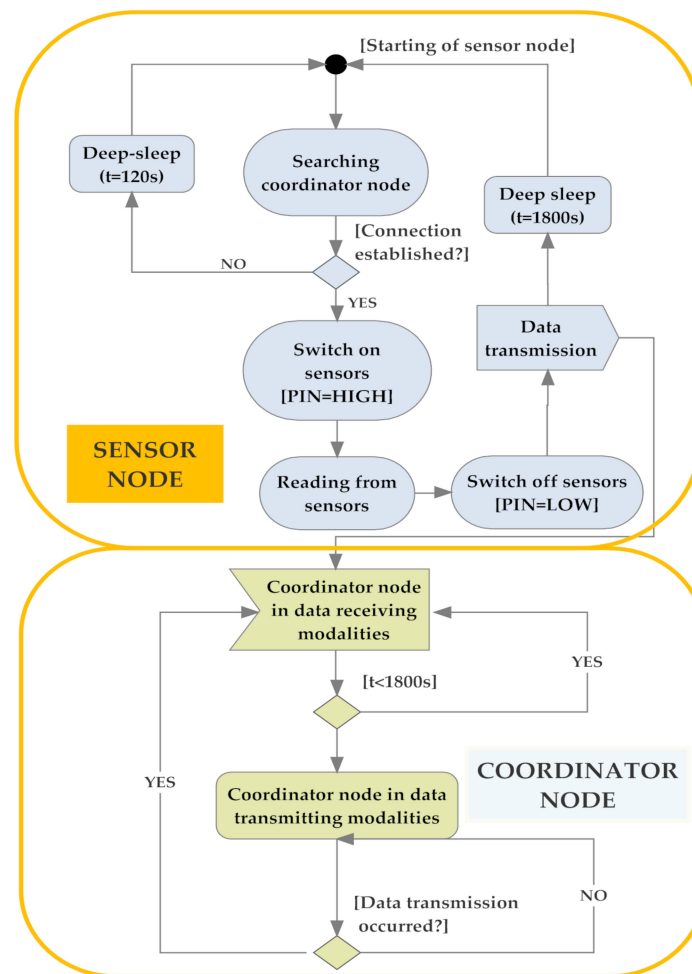 [Starting of sensor node]
Deep-sleep
(t=120s)
Searching
coordinator node
Deep sleep
(t=1800s)
[Connection
established?]
NO
YES
Data
transmission
Switch on
sensors
[PIN=HIGH]
SENSOR
NODE
Reading from
sensors
Switch off sensors
[PIN=LOW]
Coordinator node
in data receiving
modalities
YES
[t<1800s]
YES
COORDINATOR
NODE
Coordinator node in data
transmitting modalities
NO
[Data transmission
occurred?]